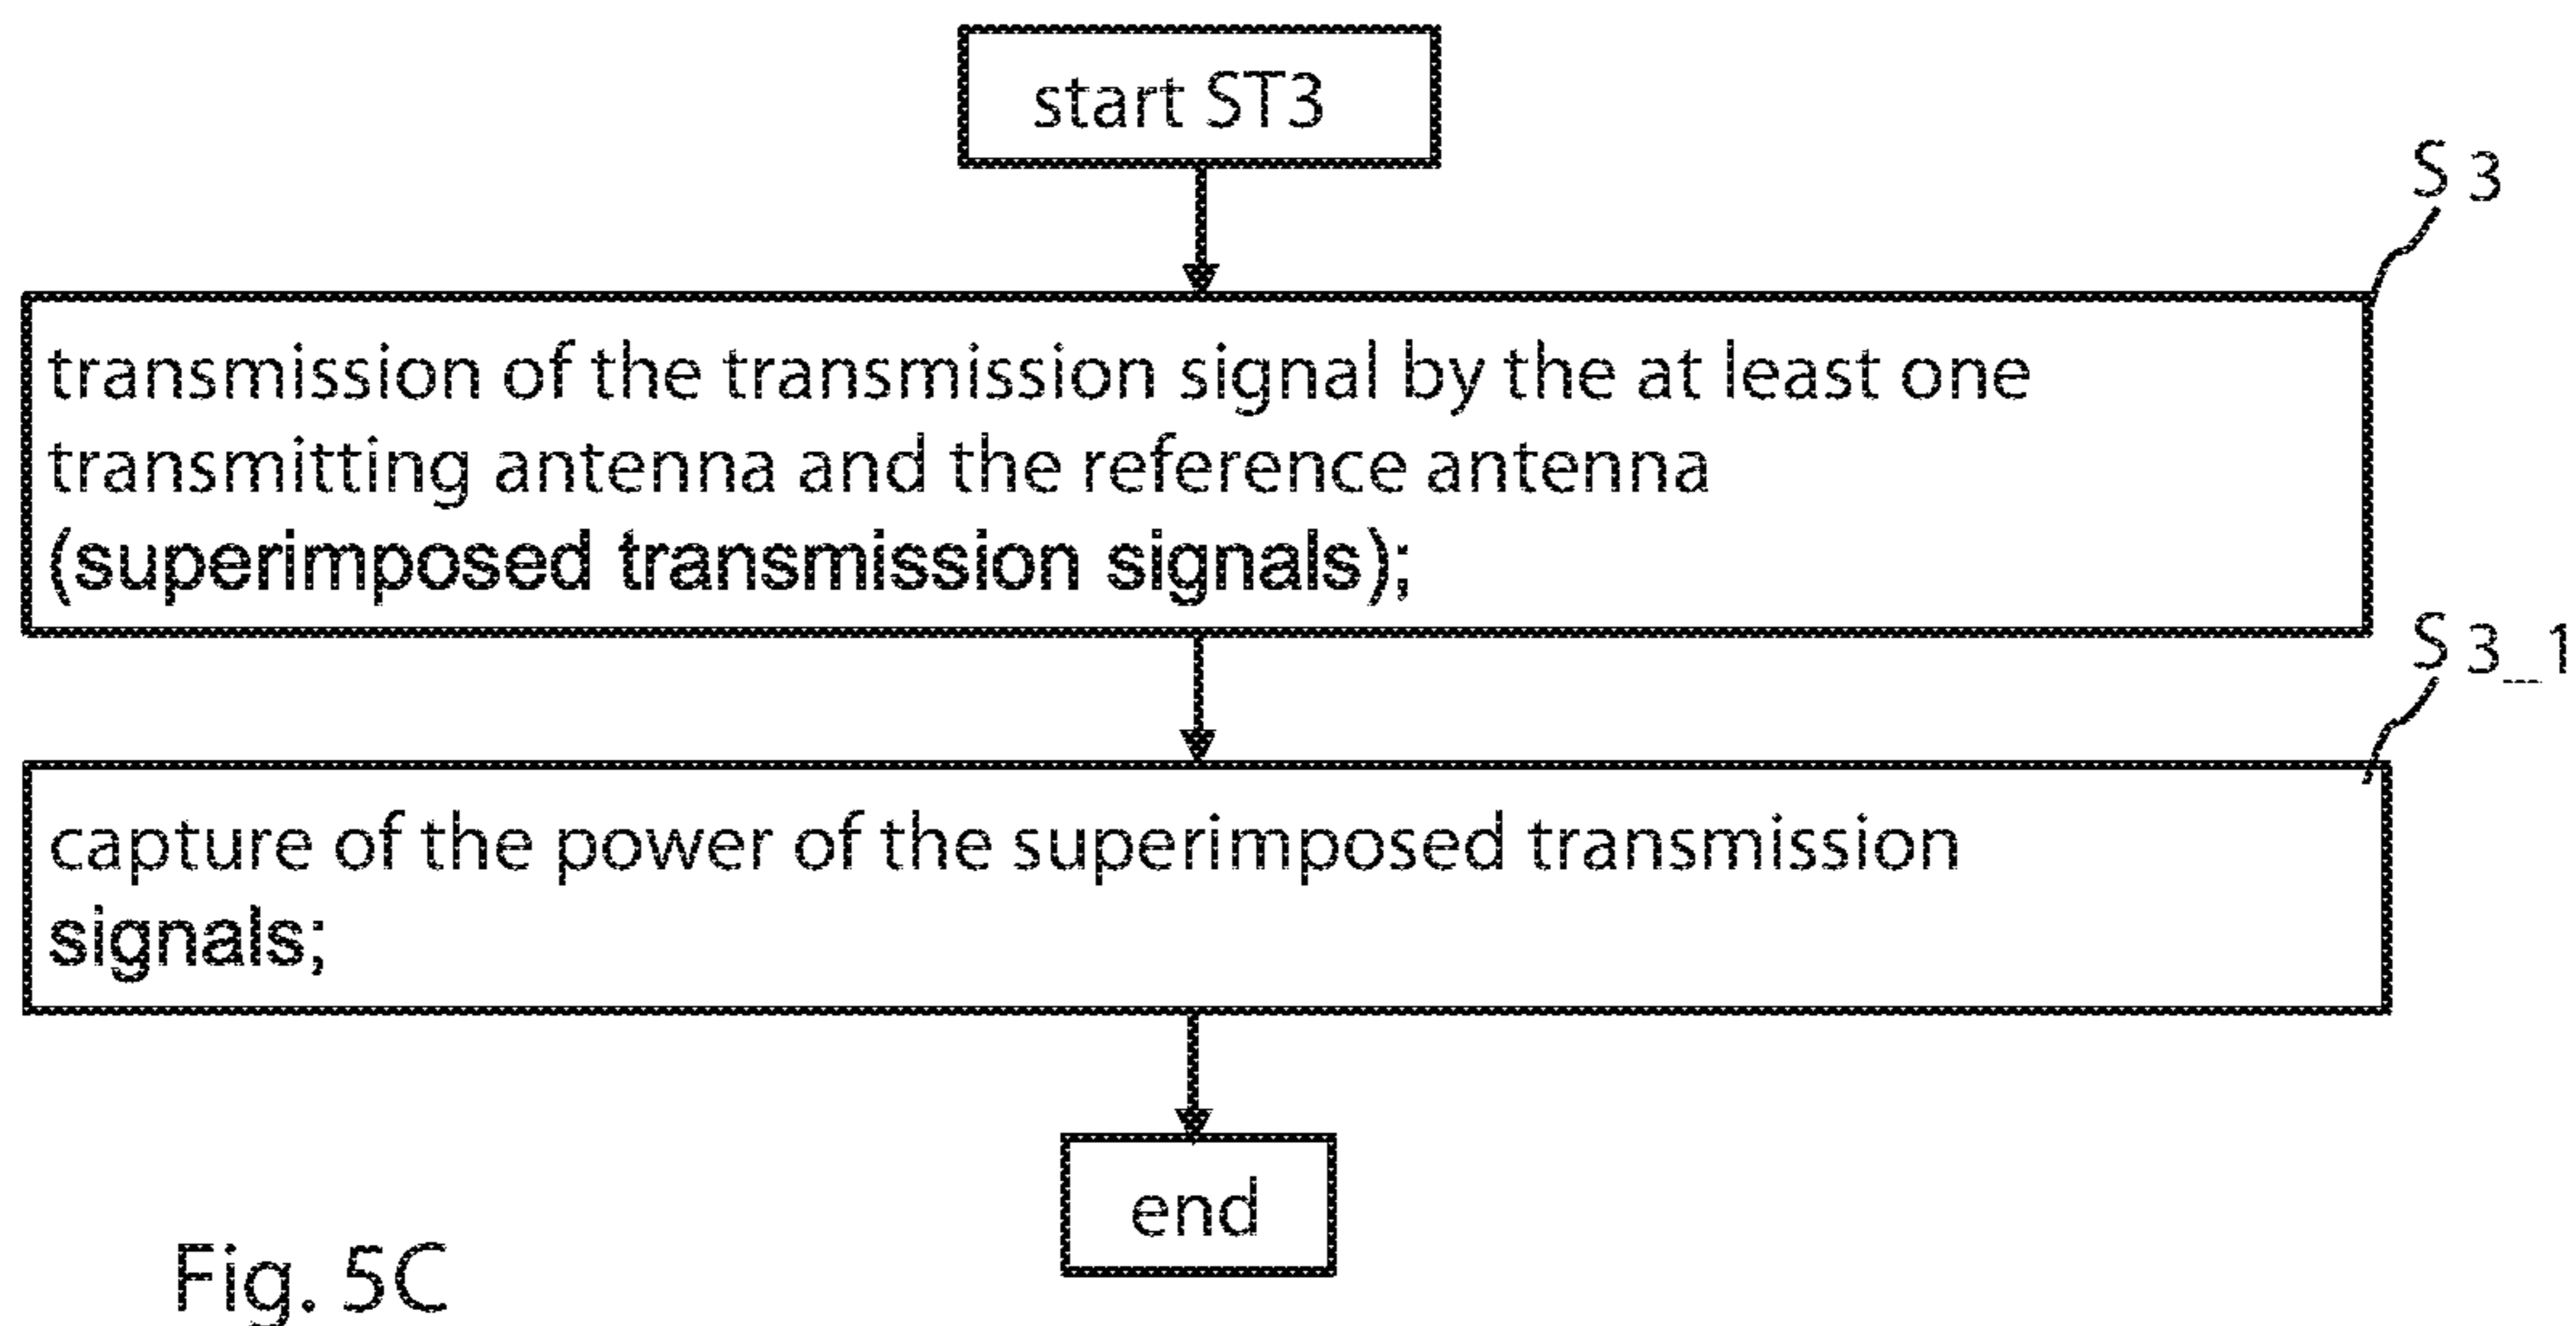 start ST3
S 3
transmission of the transmission signal by the at least one
transmitting antenna and the reference antenna
(superimposed transmission signals);
S 3_1
capture of the power of the superimposed transmission
signals;
end
Fig. 5C